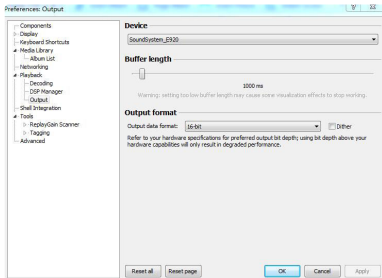 Preferences: Output
Components
Display
Keyboard Shortcuts
Media Library
Album List
Networking
Playback
Decoding
DSP Manager
Output
Shell Integration
Tools
ReplayGain Scanner
Tagging
Advanced
Device
SoundSystem_E920
Buffer length
1000 ms
Warning: setting too low buffer length may cause some visualization effects to stop working.
Output format
Output data format: 16-bit Dither
Refer to your hardware specifications for preferred output bit depth; using bit depth above your
hardware capabilities will only result in degraded performance.
Reset all Reset page OK Cancel Apply